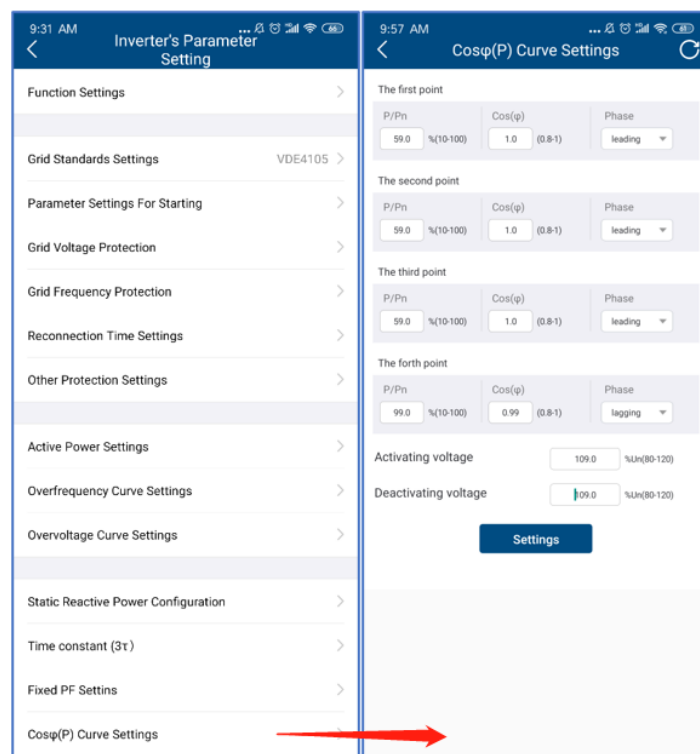 9:31 AM
...
60
Inverter's Parameter
Setting
Function Settings
Grid Standards Settings VDE4105
Parameter Settings For Starting
Grid Voltage Protection
Grid Frequency Protection
Reconnection Time Settings
Other Protection Settings
Active Power Settings
Overfrequency Curve Settings
Overvoltage Curve Settings
Static Reactive Power Configuration
Time constant (3τ)
Fixed PF Settins
Cosφ(P) Curve Settings
9:57 AM
...
Cosφ(P) Curve Settings
The first point
P/Pn Cos(φ) Phase
59.0 %(10-100) 1.0 (0.8-1) leading
The second point
P/Pn Cos(φ) Phase
59.0 %(10-100) 1.0 (0.8-1) leading
The third point
P/Pn Cos(φ) Phase
59.0 %(10-100) 1.0 (0.8-1) leading
The forth point
P/Pn Cos(φ) Phase
99.0 %(10-100) 0.99 (0.8-1) lagging
Activating voltage 109.0 %Un(80-120)
Deactivating voltage 109.0 %Un(80-120)
Settings